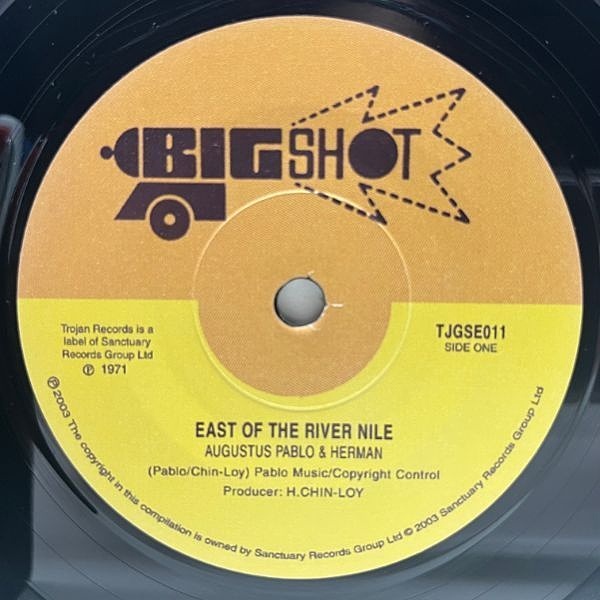 BIG SHOT
Trojan Records is a
label of Sanctuary
Records Group Ltd
℗ 1971
TJGSE011
SIDE ONE
EAST OF THE RIVER NILE
AUGUSTUS PABLO & HERMAN
(Pablo/Chin-Loy) Pablo Music/Copyright Control
Producer: H.CHIN-LOY
℗ 2003 The copyright in this compilation is owned by Sanctuary Records Group Ltd © 2003 Sanctuary Records Group Ltd